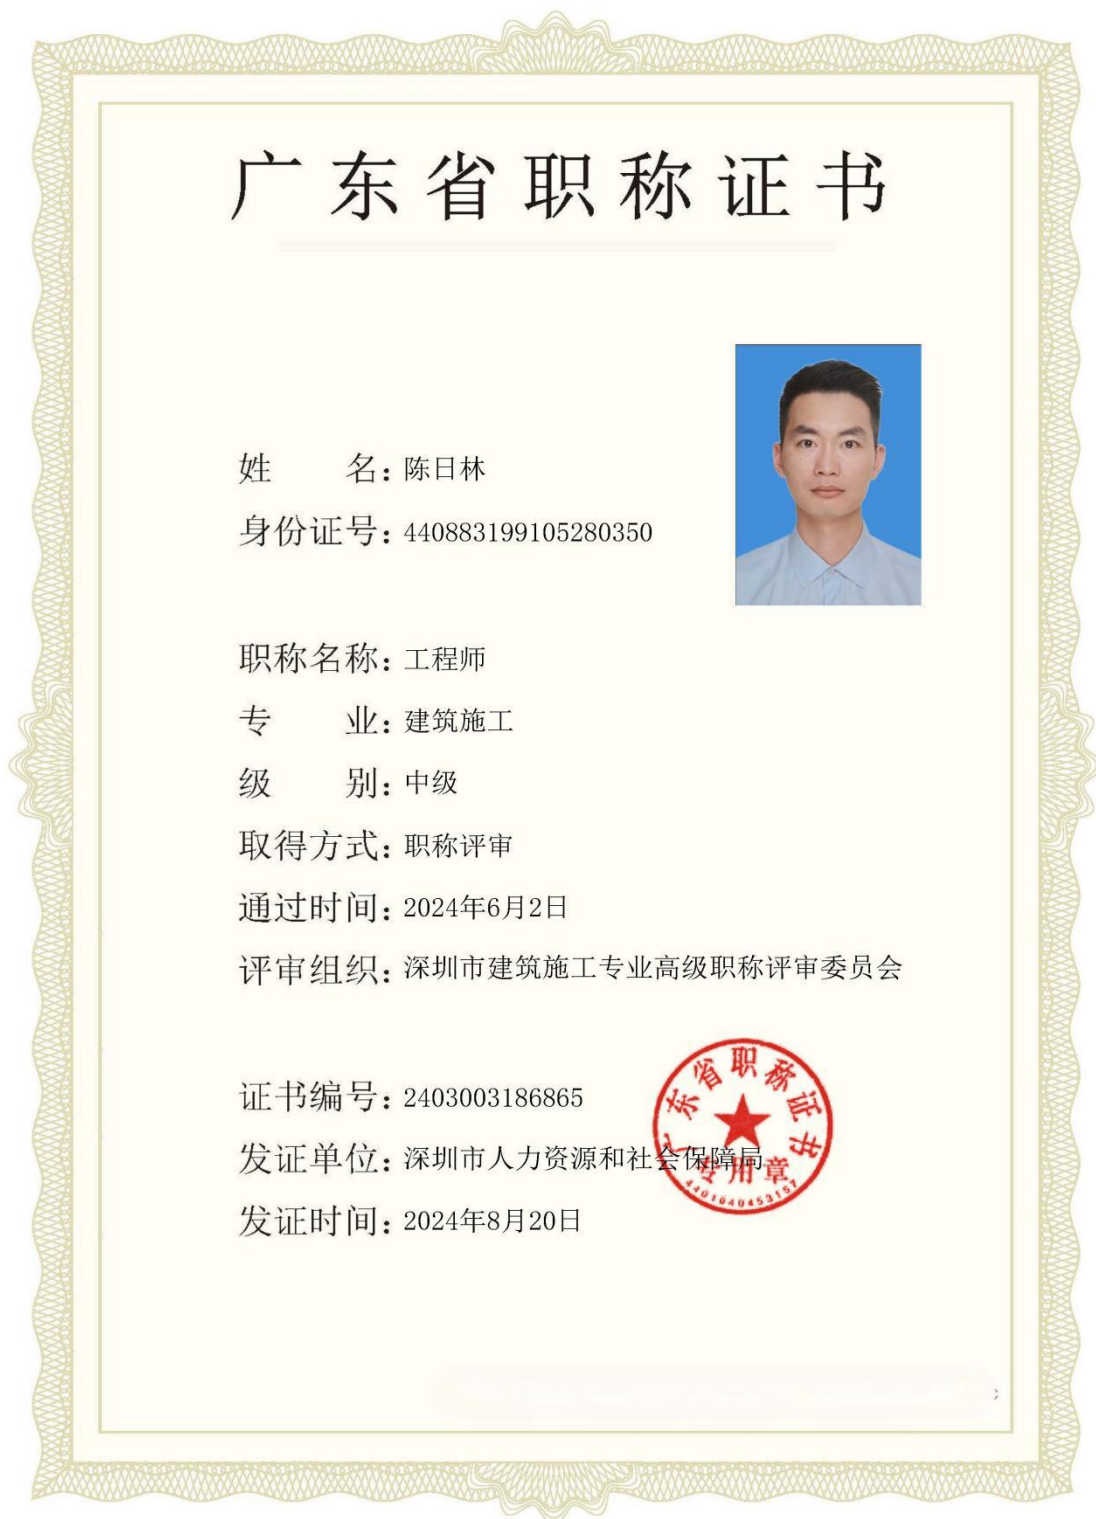 广东省职称证书
姓 名：陈日林
身份证号：440883199105280350
职称名称：工程师
专 业：建筑施工
级 别：中级
取得方式：职称评审
通过时间：2024年6月2日
评审组织：深圳市建筑施工专业高级职称评审委员会
证书编号：2403003186865
发证单位：深圳市人力资源和社会保障局
发证时间：2024年8月20日
广东省职称证书
专用章
4401040453157